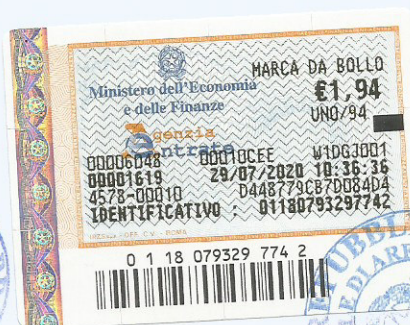 MARCA DA BOLLO
Ministero dell'Economia
e delle Finanze
€1,94
UNO/94
Agenzia
Entrate
00006048 00010CEE W1DGJ001
00001619 29/07/2020 10:36:36
4578-00010 D448779CB7D084D4
IDENTIFICATIVO : 01180793297742
0 1 18 079329 774 2